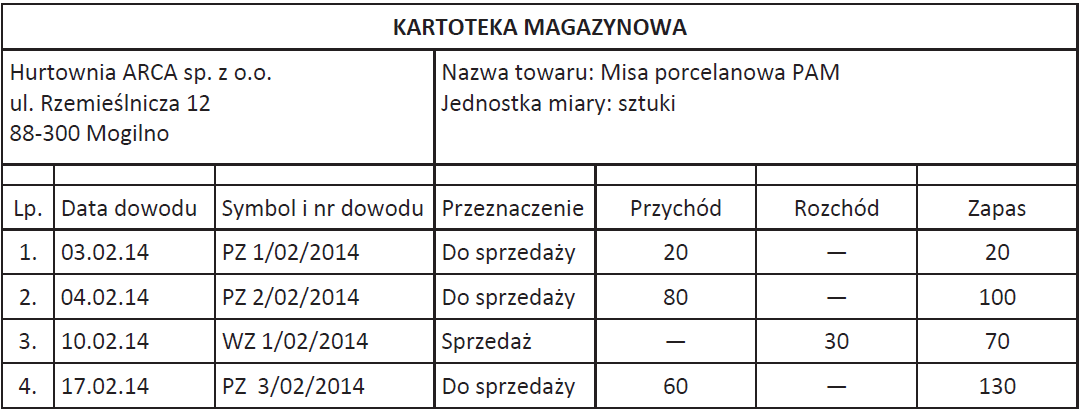 KARTOTEKA MAGAZYNOWA
Hurtownia ARCA sp. z o.o.
ul. Rzemieślnicza 12
88-300 Mogilno
Nazwa towaru: Misa porcelanowa PAM
Jednostka miary: sztuki
Lp. Data dowodu Symbol i nr dowodu Przeznaczenie Przychód Rozchód Zapas
1. 03.02.14 PZ 1/02/2014 Do sprzedaży 20 — 20
2. 04.02.14 PZ 2/02/2014 Do sprzedaży 80 — 100
3. 10.02.14 WZ 1/02/2014 Sprzedaż — 30 70
4. 17.02.14 PZ 3/02/2014 Do sprzedaży 60 — 130